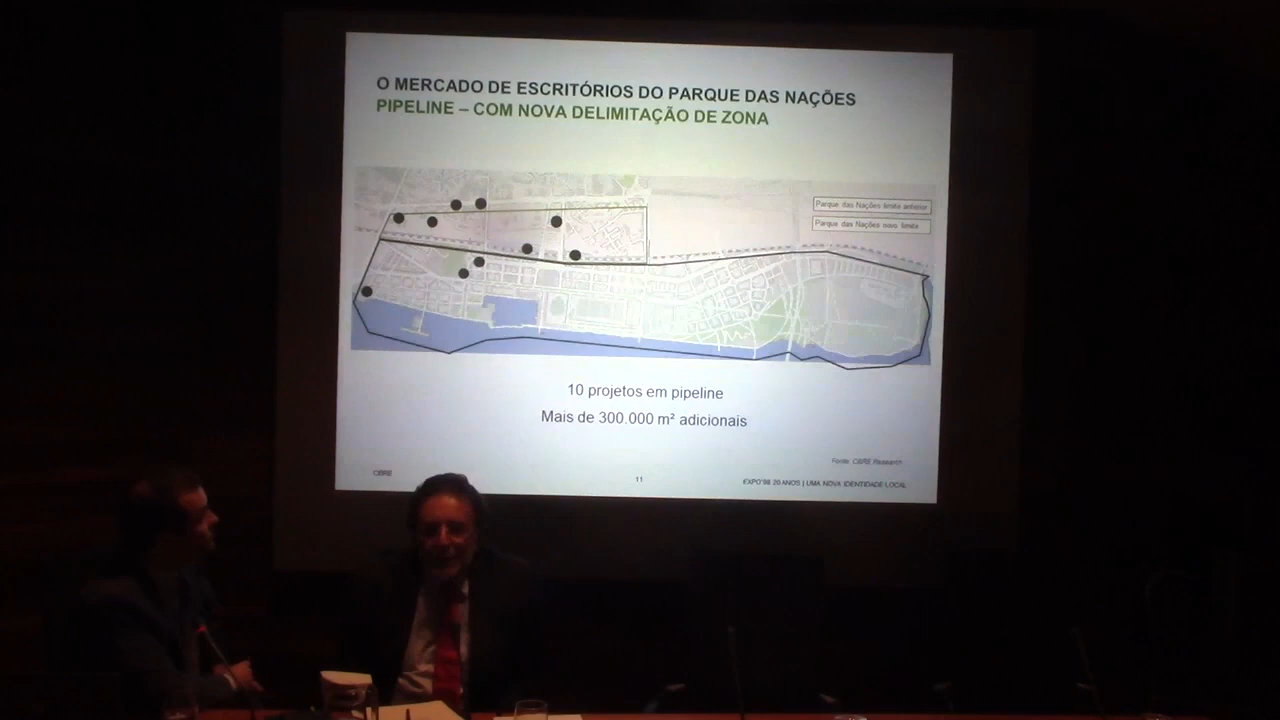 O MERCADO DE ESCRITÓRIOS DO PARQUE DAS NAÇÕES
PIPELINE – COM NOVA DELIMITAÇÃO DE ZONA
Parque das Nações limite anterior
Parque das Nações novo limite
10 projetos em pipeline
Mais de 300.000 m² adicionais
Fonte: CBRE Research
CBRE
11
EXPO'98 20 ANOS | UMA NOVA IDENTIDADE LOCAL